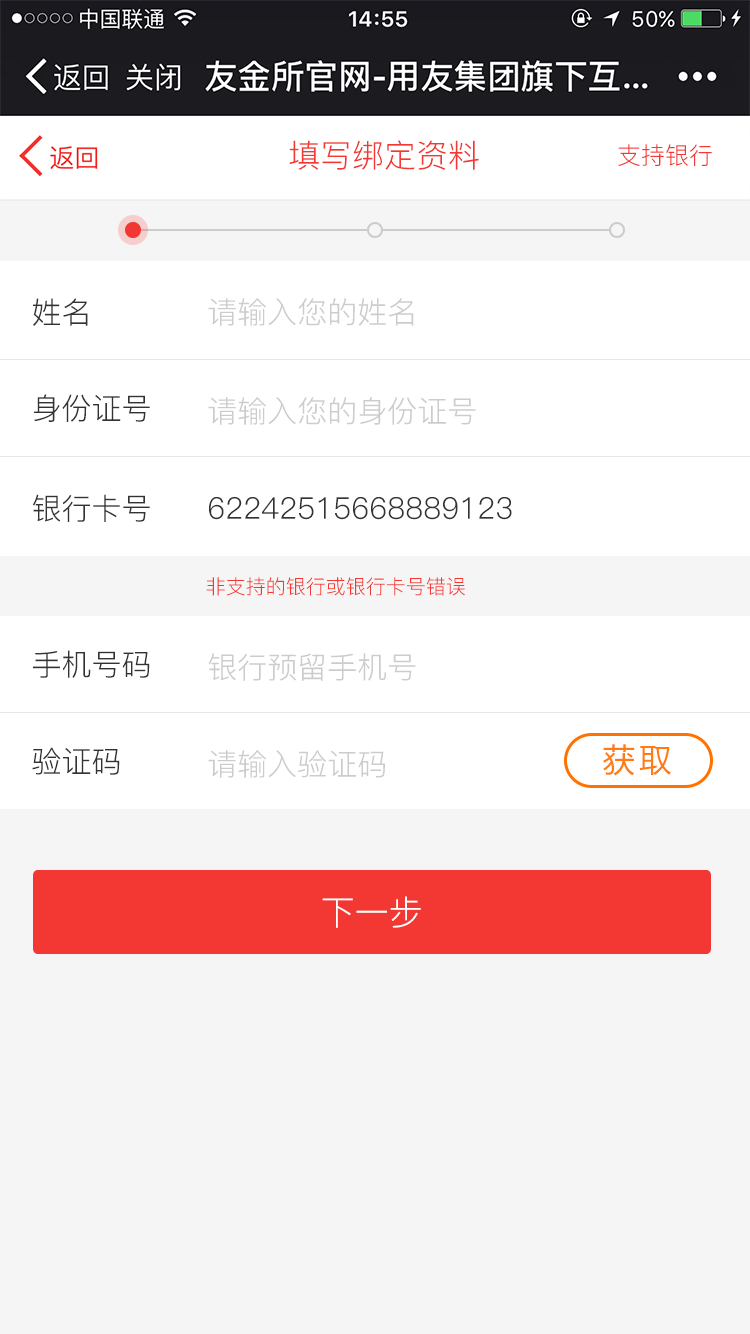 中国联通 14:55 50%
返回 关闭 友金所官网-用友集团旗下互...
返回 填写绑定资料 支持银行
姓名 请输入您的姓名
身份证号 请输入您的身份证号
银行卡号 62242515668889123
非支持的银行或银行卡号错误
手机号码 银行预留手机号
验证码 请输入验证码 获取
下一步